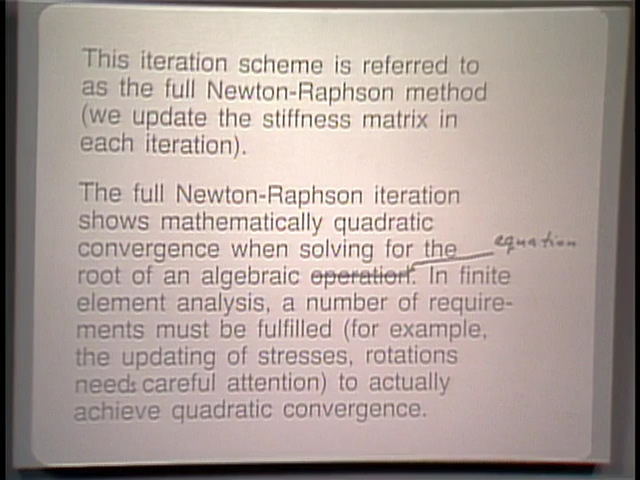 This iteration scheme is referred to
as the full Newton-Raphson method
(we update the stiffness matrix in
each iteration).
The full Newton-Raphson iteration
shows mathematically quadratic
convergence when solving for the
equation
root of an algebraic operation. In finite
element analysis, a number of require-
ments must be fulfilled (for example,
the updating of stresses, rotations
needs careful attention) to actually
achieve quadratic convergence.